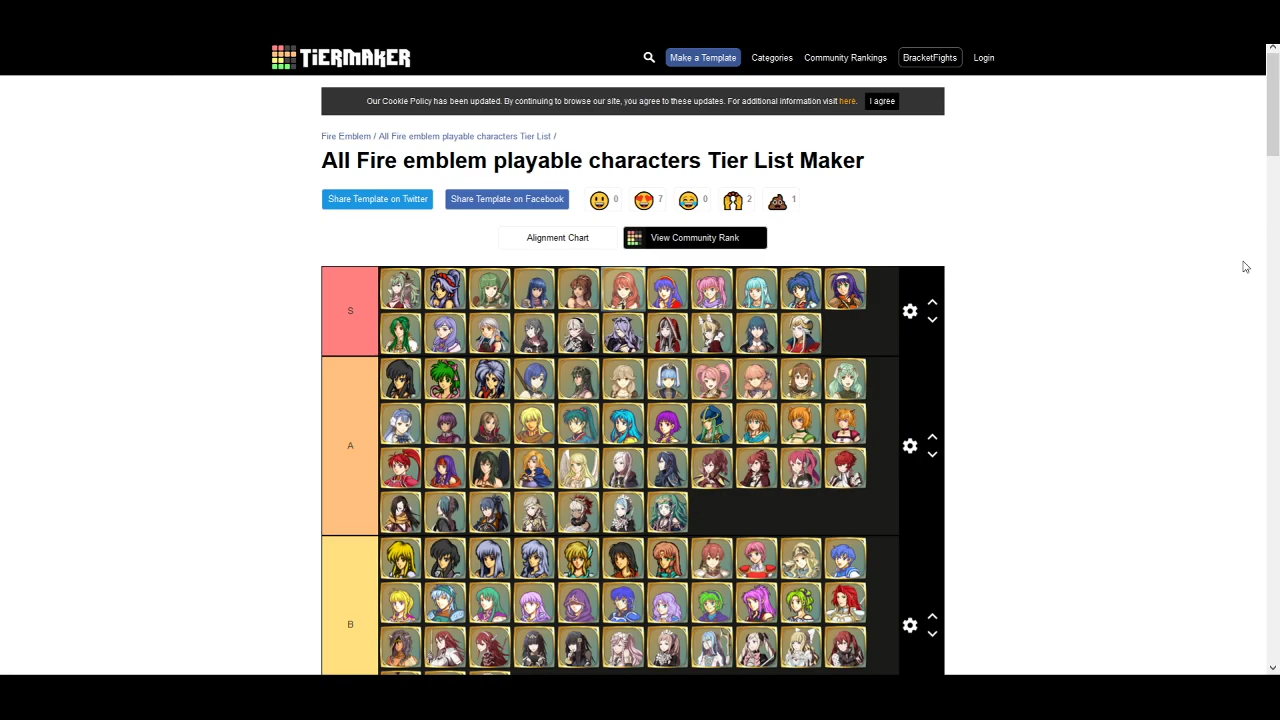 TiERMAKER
Make a Template Categories Community Rankings BracketFights Login
Our Cookie Policy has been updated. By continuing to browse our site, you agree to these updates. For additional information visit here. I agree
Fire Emblem / All Fire emblem playable characters Tier List /
All Fire emblem playable characters Tier List Maker
Share Template on Twitter Share Template on Facebook 0 7 0 2 1
Alignment Chart View Community Rank
S
A
B